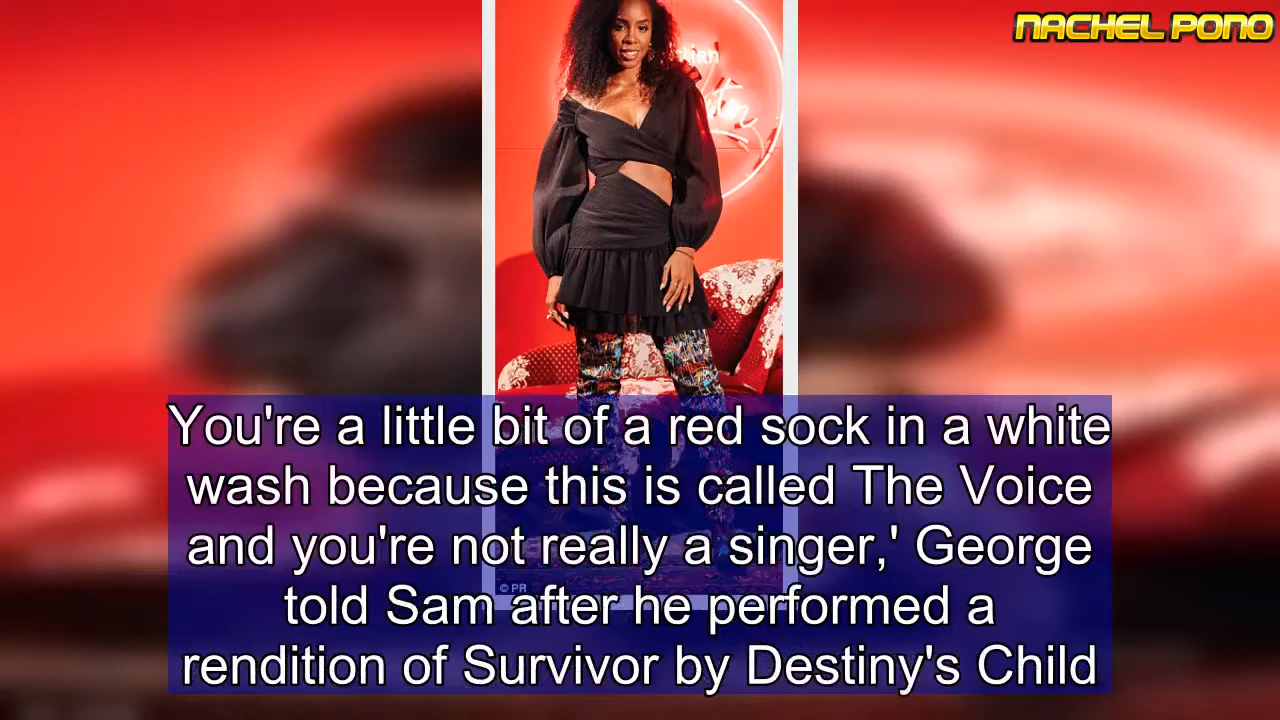 NACHEL PONO
You're a little bit of a red sock in a white
wash because this is called The Voice
and you're not really a singer,' George
told Sam after he performed a
rendition of Survivor by Destiny's Child
© PR